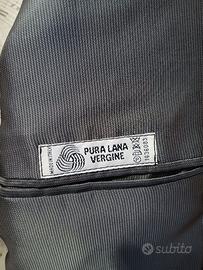 MADE IN ITALY
PURA LANA
VERGINE
subito